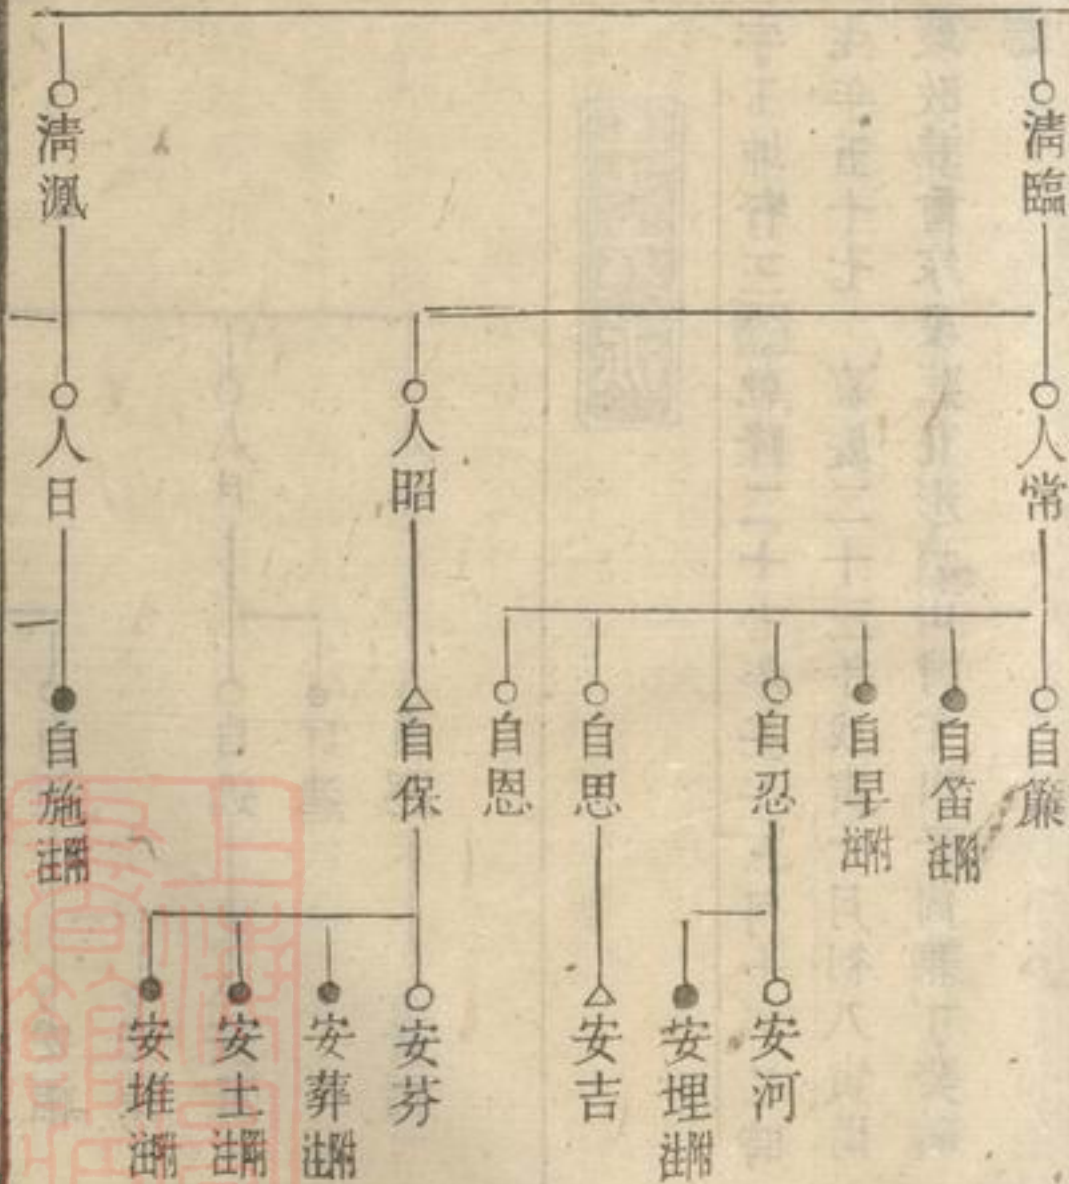 清臨
清渢
人常
人昭
人日
自簾
自笛 附注
自早 附注
自忍
自思
自恩
自保
自施 附注
安河
安埋 附注
安吉
安芬
安葬 附注
安土 附注
安堆 附注